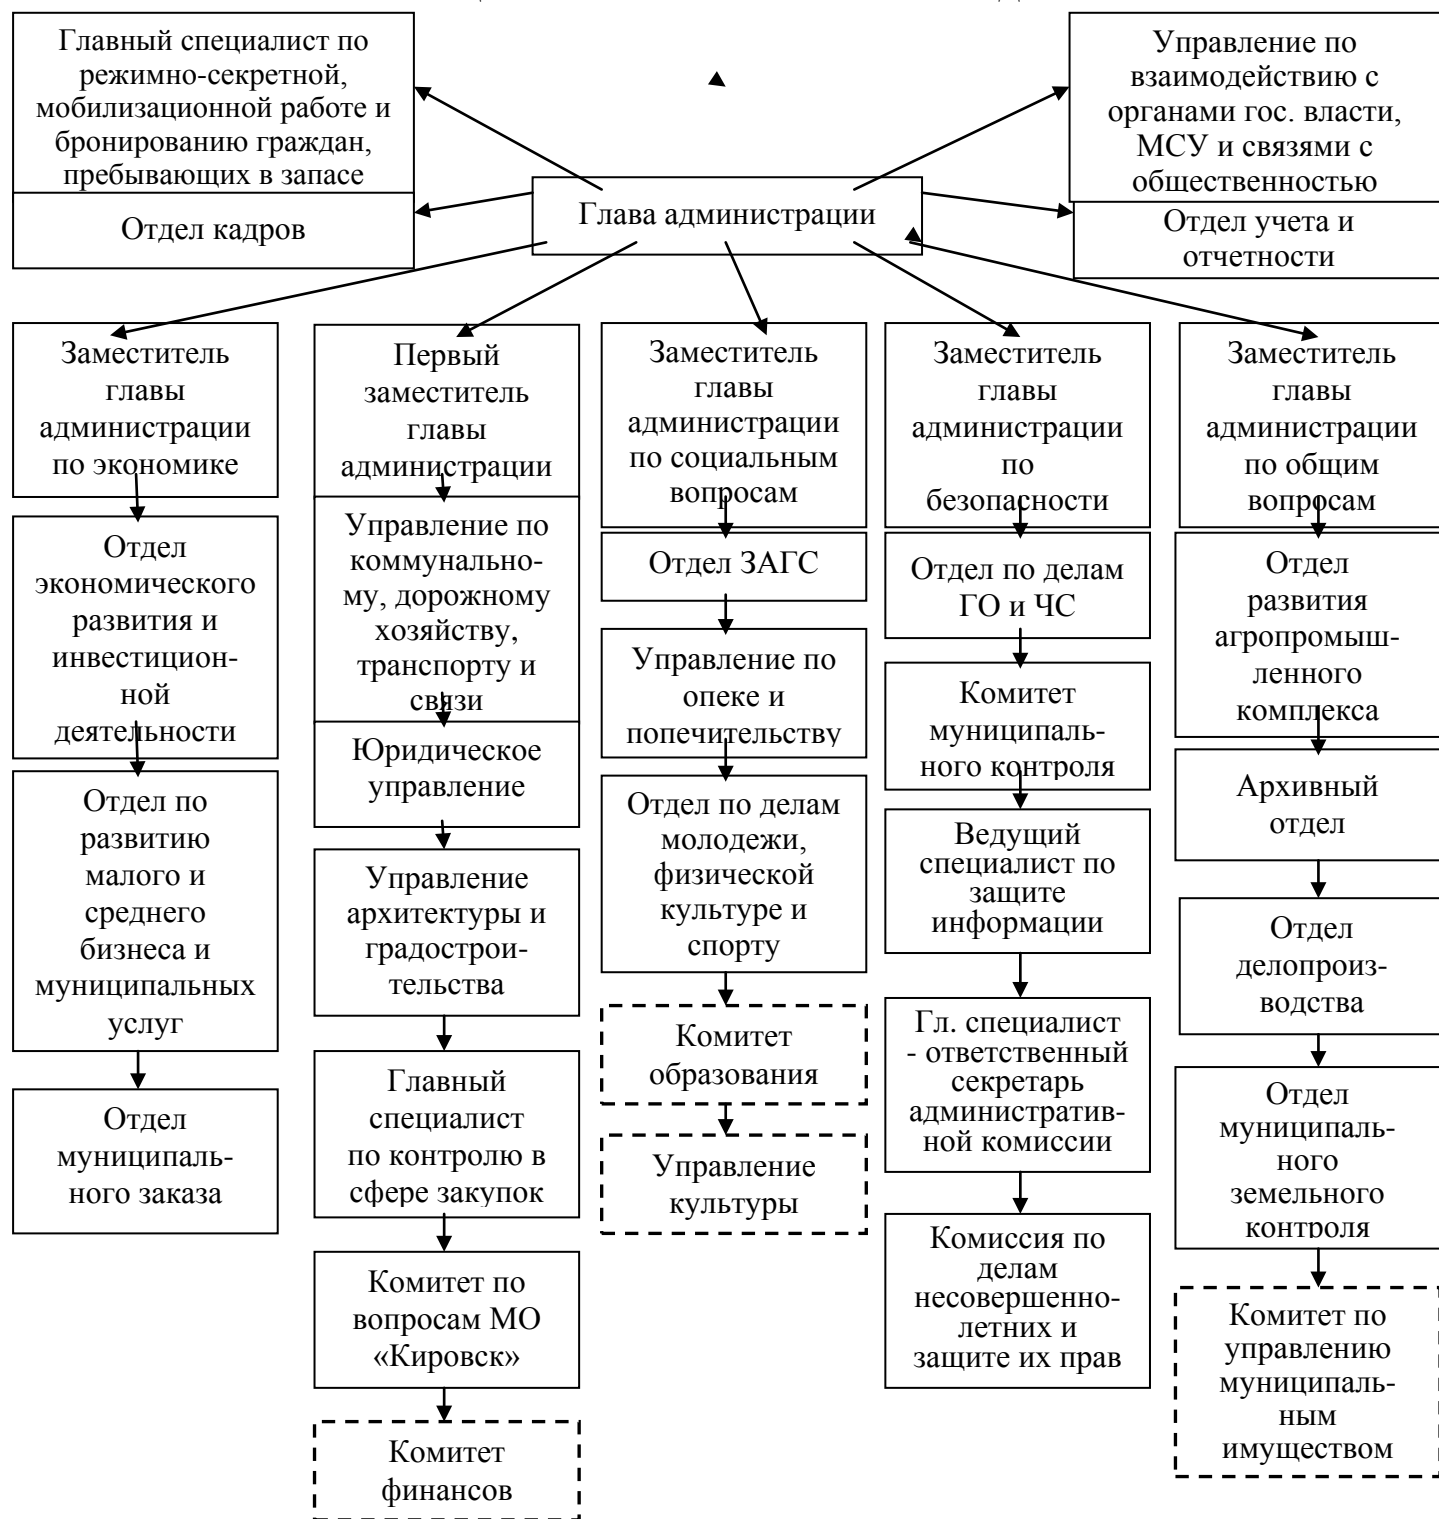 Главный специалист по
режимно-секретной,
мобилизационной работе и
бронированию граждан,
пребывающих в запасе
Отдел кадров
Глава администрации
Управление по
взаимодействию с
органами гос. власти,
МСУ и связями с
общественностью
Отдел учета и
отчетности
Заместитель
главы
администрации
по экономике
Отдел
экономического
развития и
инвестицион-
ной
деятельности
Отдел по
развитию
малого и
среднего
бизнеса и
муниципальных
услуг
Отдел
муниципаль-
ного заказа
Первый
заместитель
главы
администрации
Управление по
коммунально-
му, дорожному
хозяйству,
транспорту и
связи
Юридическое
управление
Управление
архитектуры и
градострои-
тельства
Главный
специалист
по контролю в
сфере закупок
Комитет по
вопросам МО
«Кировск»
Комитет
финансов
Заместитель
главы
администрации
по социальным
вопросам
Отдел ЗАГС
Управление по
опеке и
попечительству
Отдел по делам
молодежи,
физической
культуре и
спорту
Комитет
образования
Управление
культуры
Заместитель
главы
администрации
по
безопасности
Отдел по делам
ГО и ЧС
Комитет
муниципаль-
ного контроля
Ведущий
специалист по
защите
информации
Гл. специалист
- ответственный
секретарь
административ-
ной комиссии
Комиссия по
делам
несовершенно-
летних и
защите их прав
Заместитель
главы
администрации
по общим
вопросам
Отдел
развития
агропромыш-
ленного
комплекса
Архивный
отдел
Отдел
делопроиз-
водства
Отдел
муниципаль-
ного
земельного
контроля
Комитет по
управлению
муниципаль-
ным
имуществом